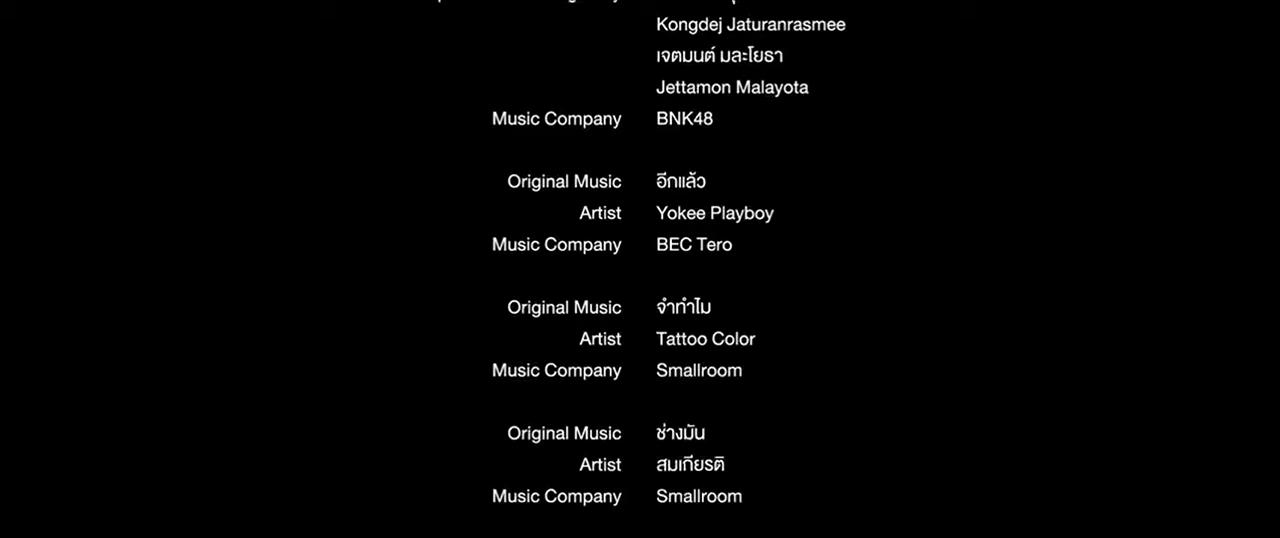 Kongdej Jaturanrasmee
เจตมนต์ มละโยธา
Jettamon Malayota
Music Company BNK48
Original Music อีกแล้ว
Artist Yokee Playboy
Music Company BEC Tero
Original Music จำทำไม
Artist Tattoo Color
Music Company Smallroom
Original Music ช่างมัน
Artist สมเกียรติ
Music Company Smallroom